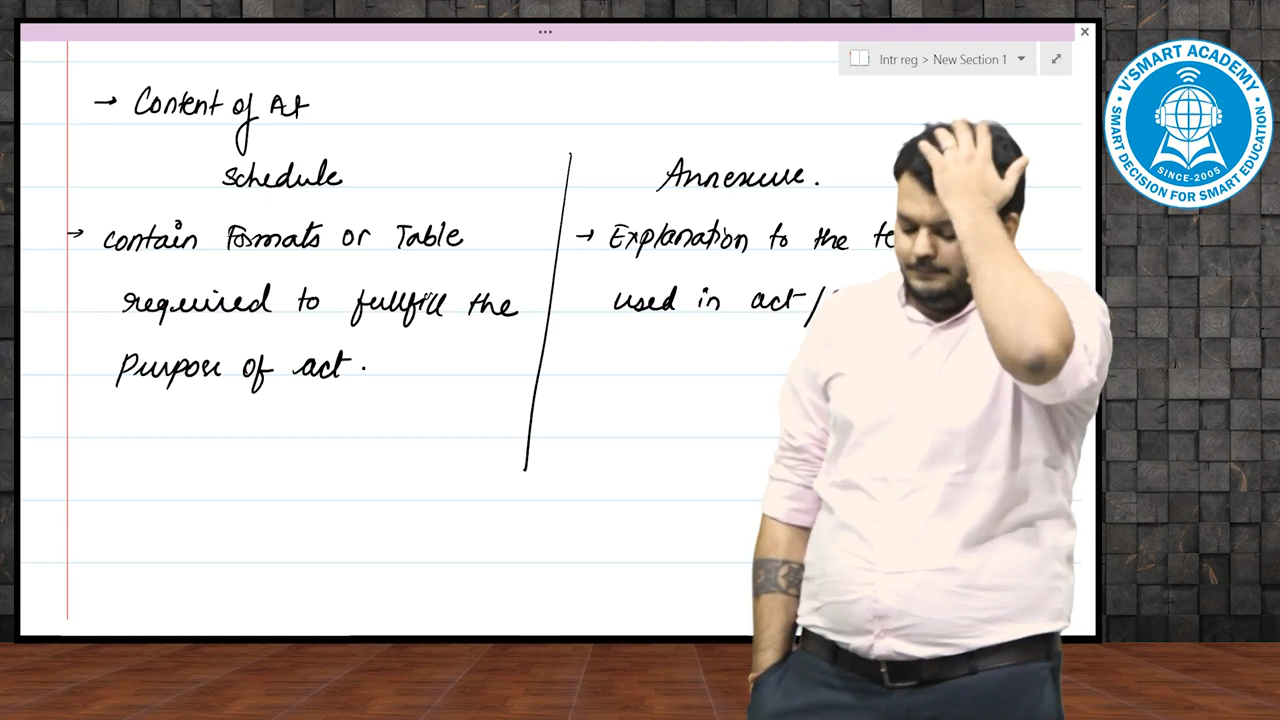 ...
Intr reg > New Section 1
→ Content of Act
Schedule
→ contain Formats or Table
required to fullfill the
Purpose of act.
Annexure.
→ Explanation to the
used in act/
V'SMART ACADEMY
SMART DECISION FOR SMART EDUCATION
SINCE-2005